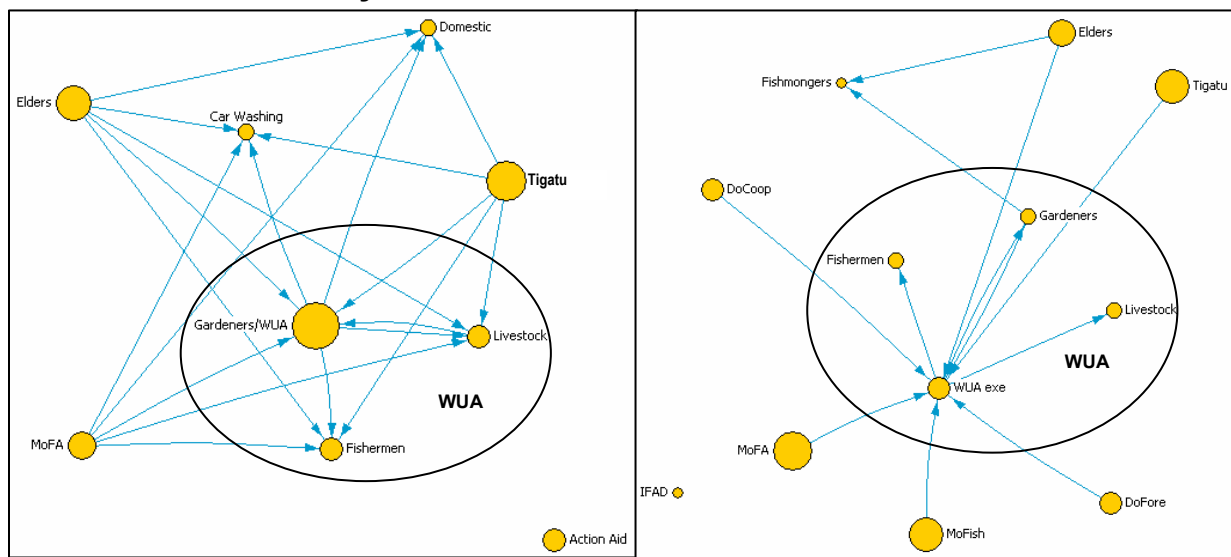 Domestic
Elders
Car Washing
Tigatu
Gardeners/WUA
Livestock
WUA
MoFA
Fishermen
Action Aid
Elders
Fishmongers
Tigatu
DoCoop
Gardeners
Fishermen
Livestock
WUA
WUA exe
MoFA
IFAD
DoFore
MoFish